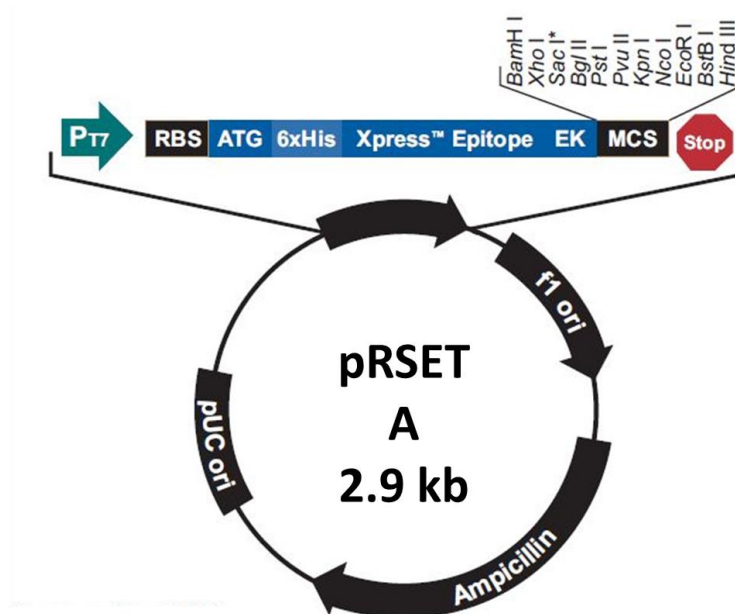 BamH I
Xho I
Sac I*
Bgl II
Pst I
Pvu II
Kpn I
Nco I
EcoR I
BstB I
Hind III
PT7
RBS
ATG
6xHis
Xpress™ Epitope
EK
MCS
Stop
f1 ori
pRSET
A
2.9 kb
pUC ori
Ampicillin